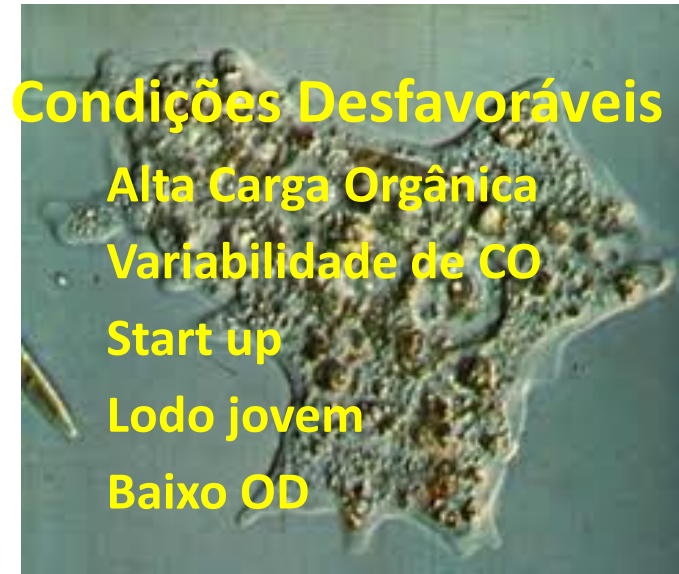 Condições Desfavoráveis
Alta Carga Orgânica
Variabilidade de CO
Start up
Lodo jovem
Baixo OD